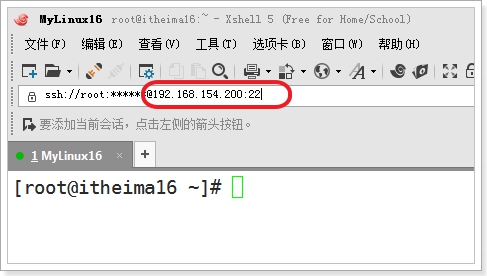 MyLinux16 root@itheima16:~ - Xshell 5 (Free for Home/School)
文件(F) 编辑(E) 查看(V) 工具(T) 选项卡(B) 窗口(W) 帮助(H)
ssh://root:******@192.168.154.200:22
要添加当前会话，点击左侧的箭头按钮。
1 MyLinux16 × +
[root@itheima16 ~]#